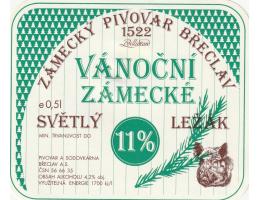 ZÁMECKÝ PIVOVAR BŘECLAV
1522
VÁNOČNÍ
ZÁMECKÉ
e 0,5l
SVĚTLÝ
LEŽÁK
MIN. TRVANLIVOST DO
11%
PIVOVAR A SODOVKÁRNA
BŘECLAV A.S.
ČSN 56 66 35
OBSAH ALKOHOLU 4,2% obj.
VYUŽITELNÁ ENERGIE 1700 kJ/l